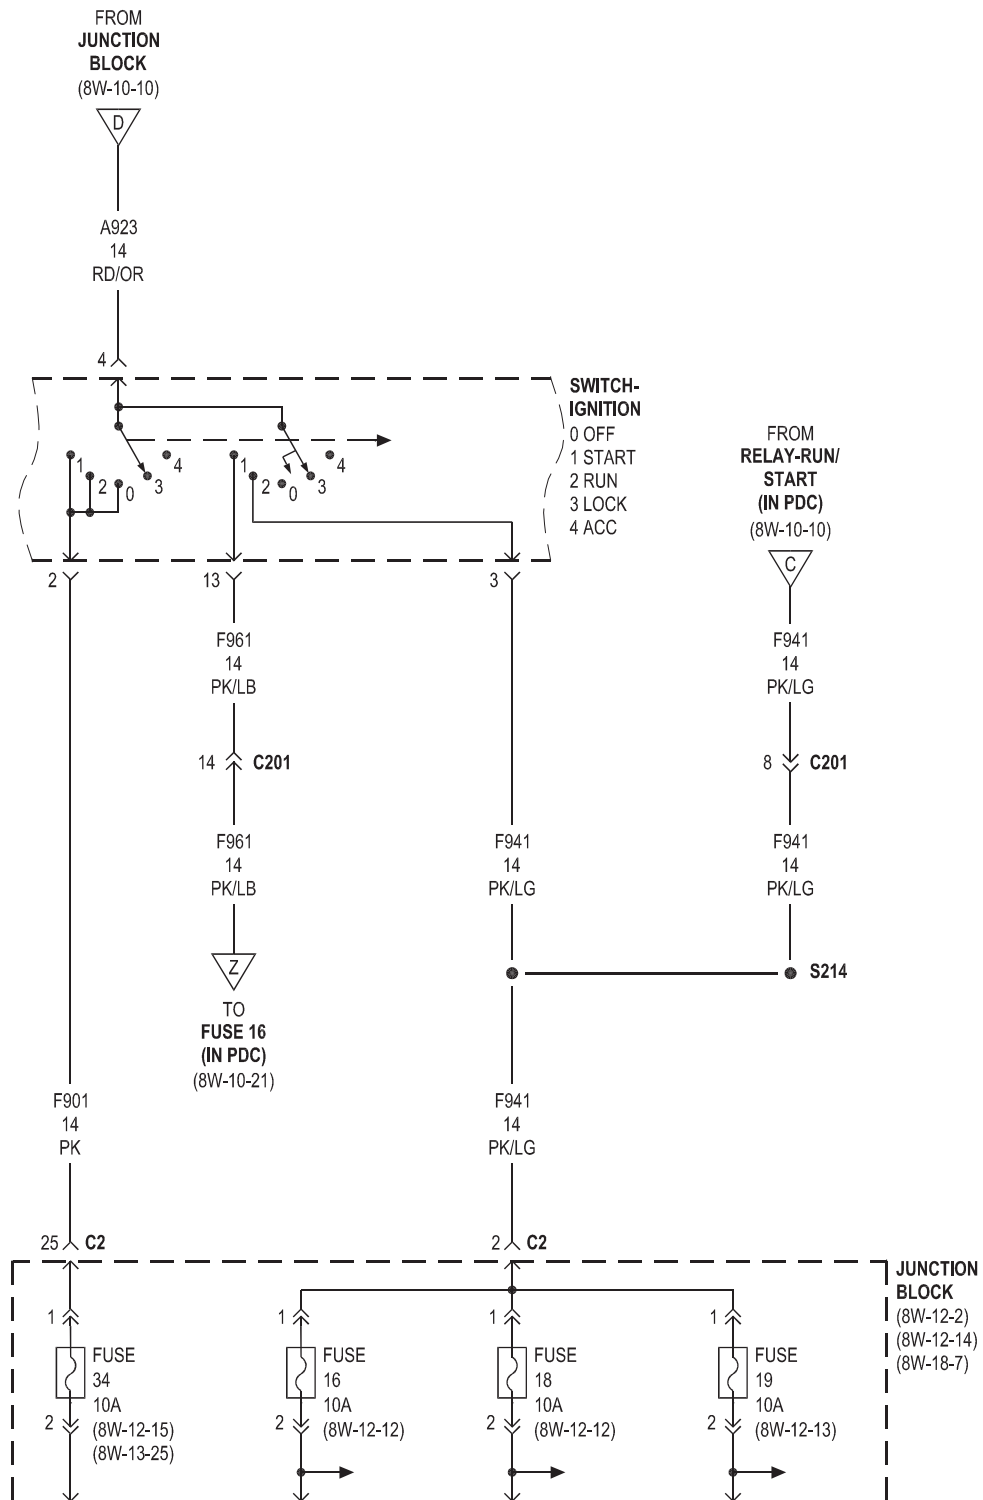 FROM
JUNCTION
BLOCK
(8W-10-10)
D
A923
14
RD/OR
4
SWITCH-
IGNITION
0 OFF
1 START
2 RUN
3 LOCK
4 ACC
1
2
0
3
4
1
2
0
3
4
FROM
RELAY-RUN/
START
(IN PDC)
(8W-10-10)
C
2
13
3
F961
14
PK/LB
F941
14
PK/LG
14
C201
8
C201
F961
14
PK/LB
F941
14
PK/LG
F941
14
PK/LG
Z
S214
TO
FUSE 16
(IN PDC)
(8W-10-21)
F901
14
PK
F941
14
PK/LG
25
C2
2
C2
JUNCTION
BLOCK
(8W-12-2)
(8W-12-14)
(8W-18-7)
1
FUSE
34
10A
2
(8W-12-15)
(8W-13-25)
1
FUSE
16
10A
2
(8W-12-12)
1
FUSE
18
10A
2
(8W-12-12)
1
FUSE
19
10A
2
(8W-12-13)